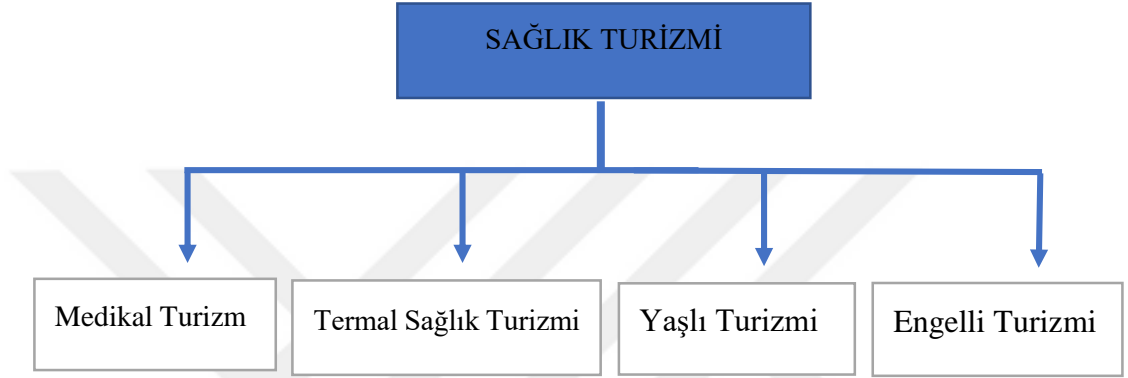 SAĞLIK TURİZMİ
Medikal Turizm
Termal Sağlık Turizmi
Yaşlı Turizmi
Engelli Turizmi